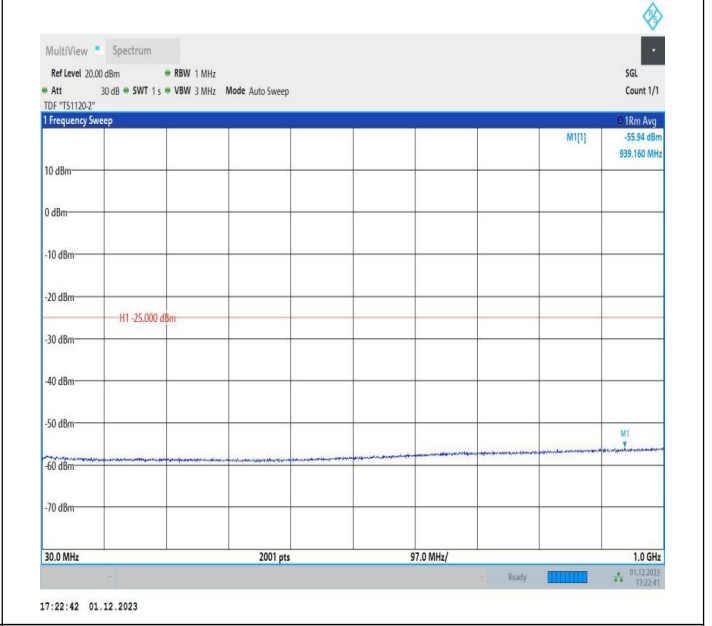 R S
MultiView Spectrum
Ref Level 20.00 dBm RBW 1 MHz SGL
Att 30 dB SWT 1 s VBW 3 MHz Mode Auto Sweep Count 1/1
TDF "TS1120-2"
1 Frequency Sweep 1Rm Avg
M1[1] -55.94 dBm
939.160 MHz
10 dBm
0 dBm
-10 dBm
-20 dBm
H1 -25.000 dBm
-30 dBm
-40 dBm
-50 dBm
M1
-60 dBm
-70 dBm
30.0 MHz 2001 pts 97.0 MHz/ 1.0 GHz
Ready 01.12.2023
17:22:41
17:22:42 01.12.2023